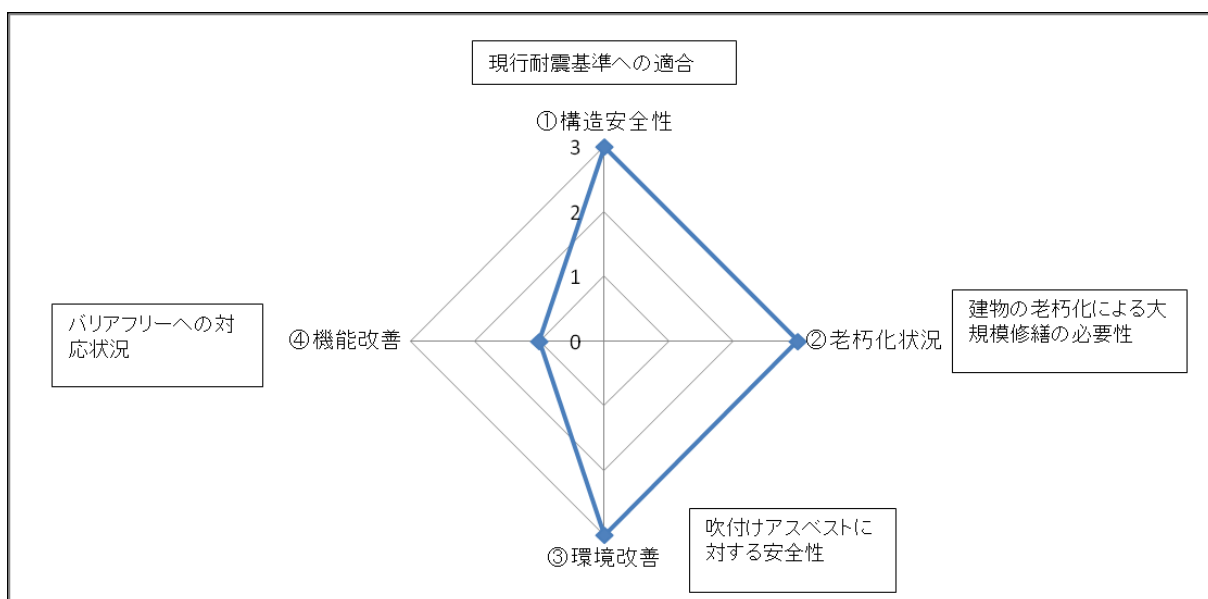 現行耐震基準への適合
①構造安全性
3
2
1
0
バリアフリーへの対
応状況
④機能改善
②老朽化状況
建物の老朽化による大
規模修繕の必要性
③環境改善
吹付けアスベストに
対する安全性